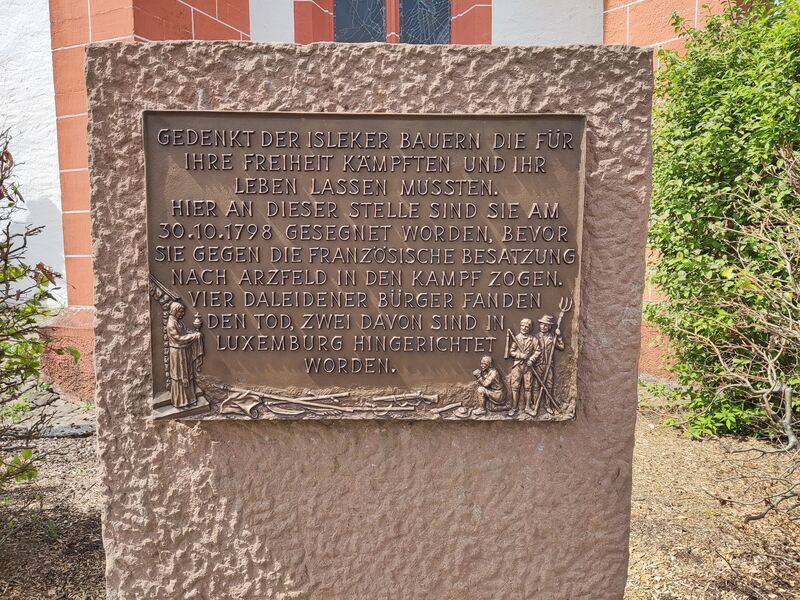 GEDENKT DER ISLEKER BAUERN DIE FÜR
IHRE FREIHEIT KÄMPFTEN UND IHR
LEBEN LASSEN MUSSTEN.
HIER AN DIESER STELLE SIND SIE AM
30.10.1798 GESEGNET WORDEN, BEVOR
SIE GEGEN DIE FRANZÖSISCHE BESATZUNG
NACH ARZFELD IN DEN KAMPF ZOGEN.
VIER DALEIDENER BÜRGER FANDEN
DEN TOD, ZWEI DAVON SIND IN
LUXEMBURG HINGERICHTET
WORDEN.